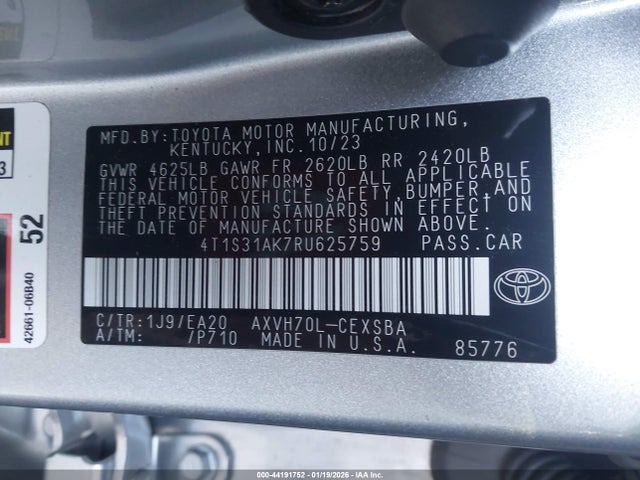 MFD.BY:TOYOTA MOTOR MANUFACTURING,
KENTUCKY,INC.10/23
GVWR 4625LB GAWR FR 2620LB RR 2420LB
THIS VEHICLE CONFORMS TO ALL APPLICABLE
FEDERAL MOTOR VEHICLE SAFETY,BUMPER,AND
THEFT PREVENTION STANDARDS IN EFFECT ON
THE DATE OF MANUFACTURE SHOWN ABOVE.
4T1S31AK7RU625759 PASS.CAR
C/TR:1J9/EA20 AXVH70L-CEXSBA
A/TM: /P710 MADE IN U.S.A. 85776
52
42661-06B40
000-44191752 - 01/19/2026 - IAAHC